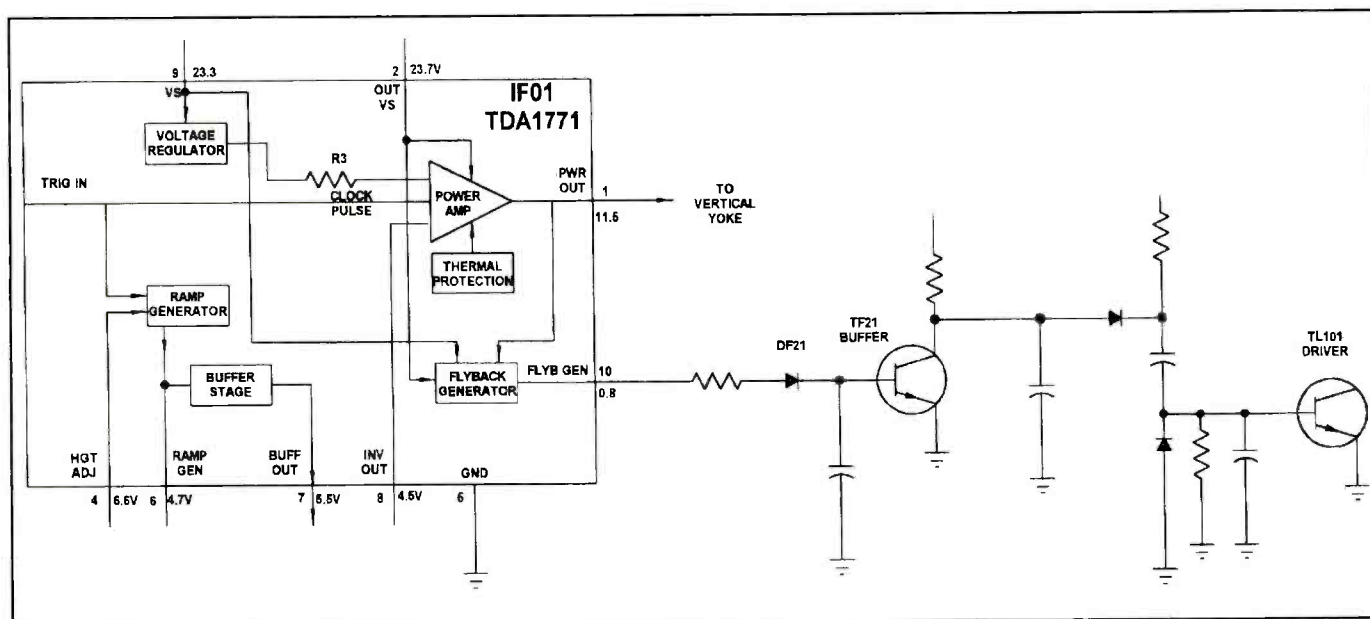 9 23.3
2 23.7V
VS
OUT
VS
IF01
TDA1771
VOLTAGE
REGULATOR
R3
TRIG IN
CLOCK
PULSE
POWER
AMP
PWR
OUT
1
11.5
TO
VERTICAL
YOKE
THERMAL
PROTECTION
RAMP
GENERATOR
BUFFER
STAGE
FLYBACK
GENERATOR
FLYB GEN
10
0.8
DF21
TF21
BUFFER
TL101
DRIVER
HGT
ADJ
RAMP
GEN
BUFF
OUT
INV
OUT
GND
4 6.6V
6 4.7V
7 5.5V
8 4.5V
6